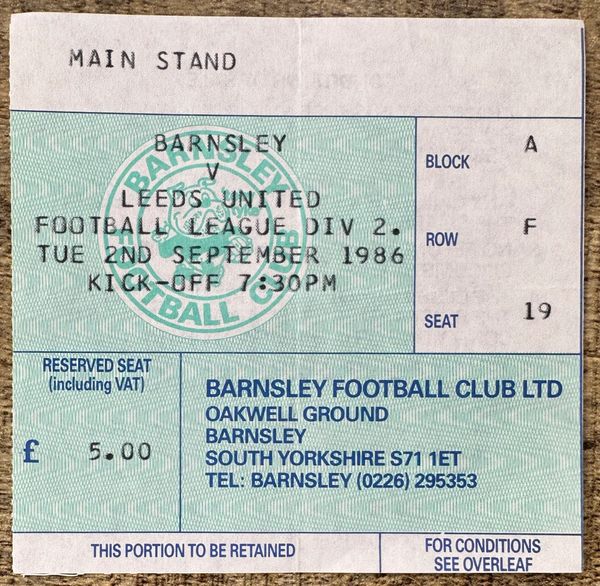 MAIN STAND
BARNSLEY
V
LEEDS UNITED
FOOTBALL LEAGUE DIV 2.
TUE 2ND SEPTEMBER 1986
KICK-OFF 7:30PM
BARNSLEY
FOOTBALL CLUB
BLOCK A
ROW F
SEAT 19
RESERVED SEAT
(including VAT)
£ 5.00
BARNSLEY FOOTBALL CLUB LTD
OAKWELL GROUND
BARNSLEY
SOUTH YORKSHIRE S71 1ET
TEL: BARNSLEY (0226) 295353
THIS PORTION TO BE RETAINED
FOR CONDITIONS
SEE OVERLEAF